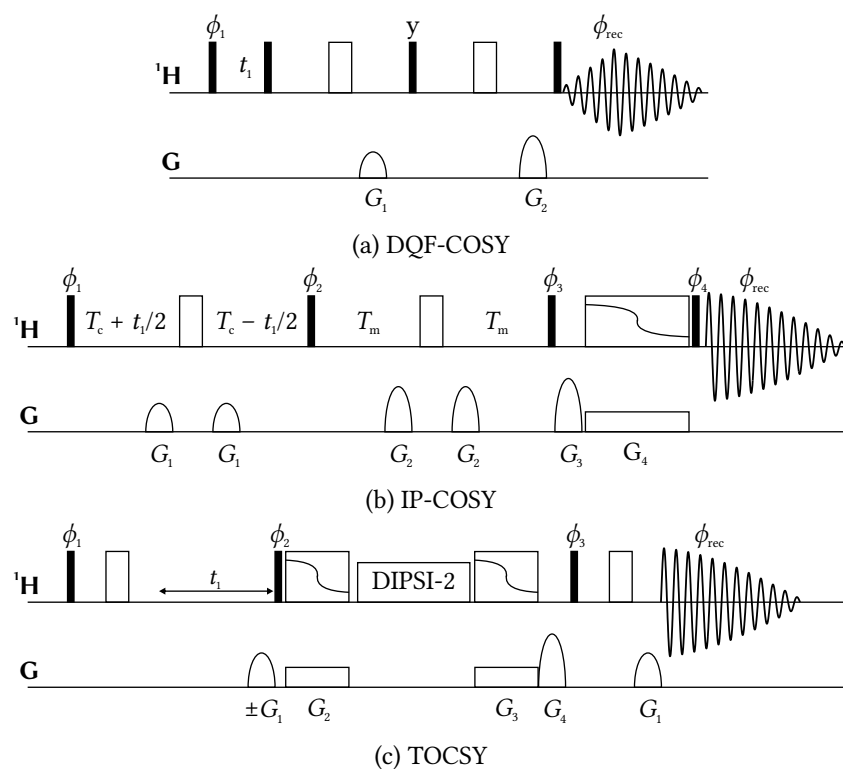 ϕ₁ y ϕrec
¹H t₁
G
G₁ G₂
(a) DQF-COSY
ϕ₁ ϕ₂ ϕ₃ ϕ₄ ϕrec
¹H Tc + t₁/2 Tc − t₁/2 Tm Tm
G
G₁ G₁ G₂ G₂ G₃ G₄
(b) IP-COSY
ϕ₁ ϕ₂ ϕ₃ ϕrec
¹H t₁ DIPSI-2
G
±G₁ G₂ G₃ G₄ G₁
(c) TOCSY